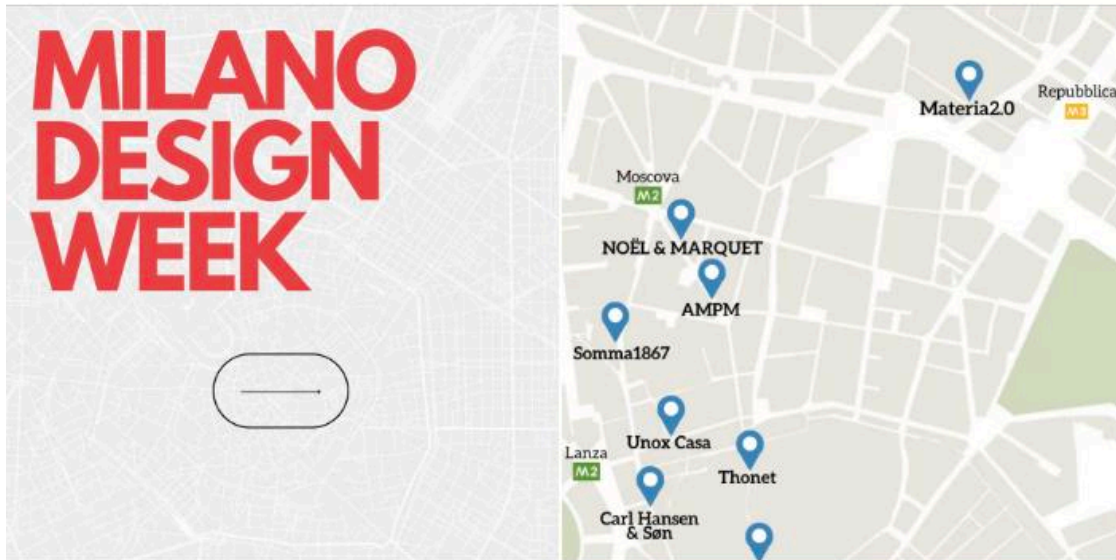 MILANO
DESIGN
WEEK
Materia2.0
Repubblica
M3
Moscova
M2
NOËL & MARQUET
AMPM
Somma1867
Unox Casa
Lanza
M2
Thonet
Carl Hansen
& Søn